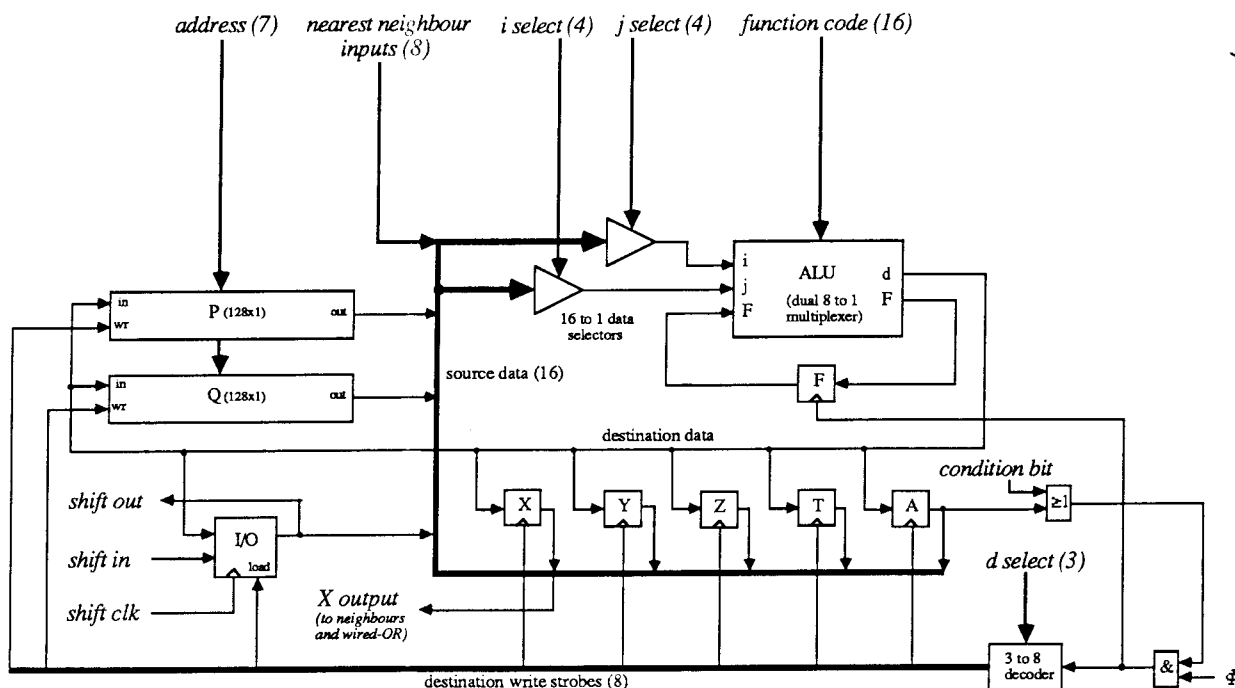 address (7)
nearest neighbour
inputs (8)
i select (4)
j select (4)
function code (16)
i
ALU
d
j
(dual 8 to 1
multiplexer)
F
F
in
P (128x1)
out
wr
16 to 1 data
selectors
in
Q (128x1)
out
wr
source data (16)
F
destination data
condition bit
shift out
X
Y
Z
T
A
≥1
I/O
shift in
load
d select (3)
shift clk
X output
(to neighbours
and wired-OR)
3 to 8
decoder
&
Φ
destination write strobes (8)